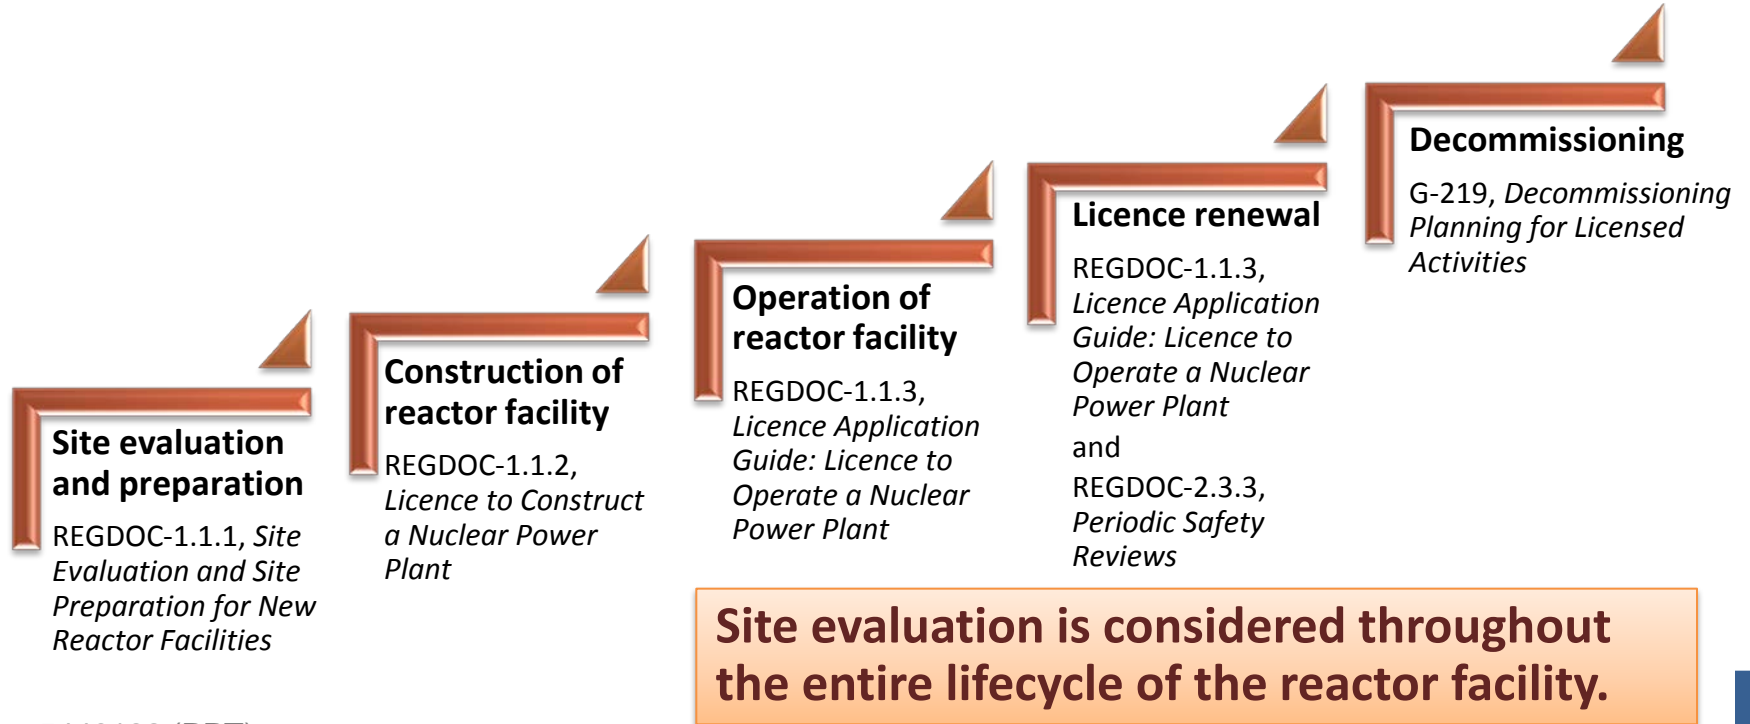 Site evaluation
and preparation
REGDOC-1.1.1, Site
Evaluation and Site
Preparation for New
Reactor Facilities
Construction of
reactor facility
REGDOC-1.1.2,
Licence to Construct
a Nuclear Power
Plant
Operation of
reactor facility
REGDOC-1.1.3,
Licence Application
Guide: Licence to
Operate a Nuclear
Power Plant
Licence renewal
REGDOC-1.1.3,
Licence Application
Guide: Licence to
Operate a Nuclear
Power Plant
and
REGDOC-2.3.3,
Periodic Safety
Reviews
Decommissioning
G-219, Decommissioning
Planning for Licensed
Activities
Site evaluation is considered throughout
the entire lifecycle of the reactor facility.